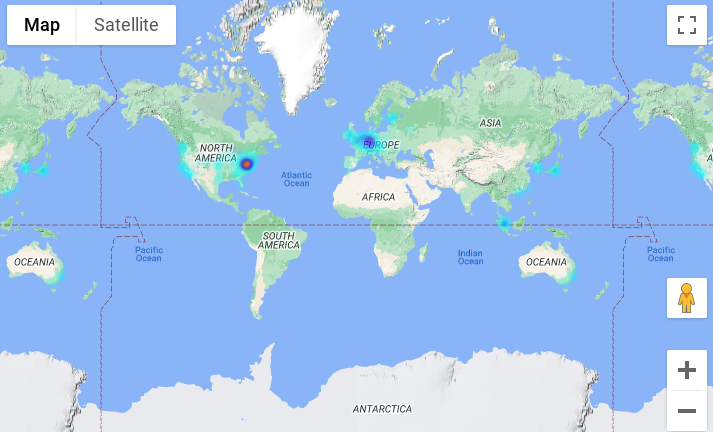 Map
Satellite
ASIA
NORTH
AMERICA
EUROPE
Atlantic
Ocean
AFRICA
SOUTH
AMERICA
Pacific
Ocean
Indian
Ocean
Pacific
Ocean
OCEANIA
OCEANIA
ANTARCTICA